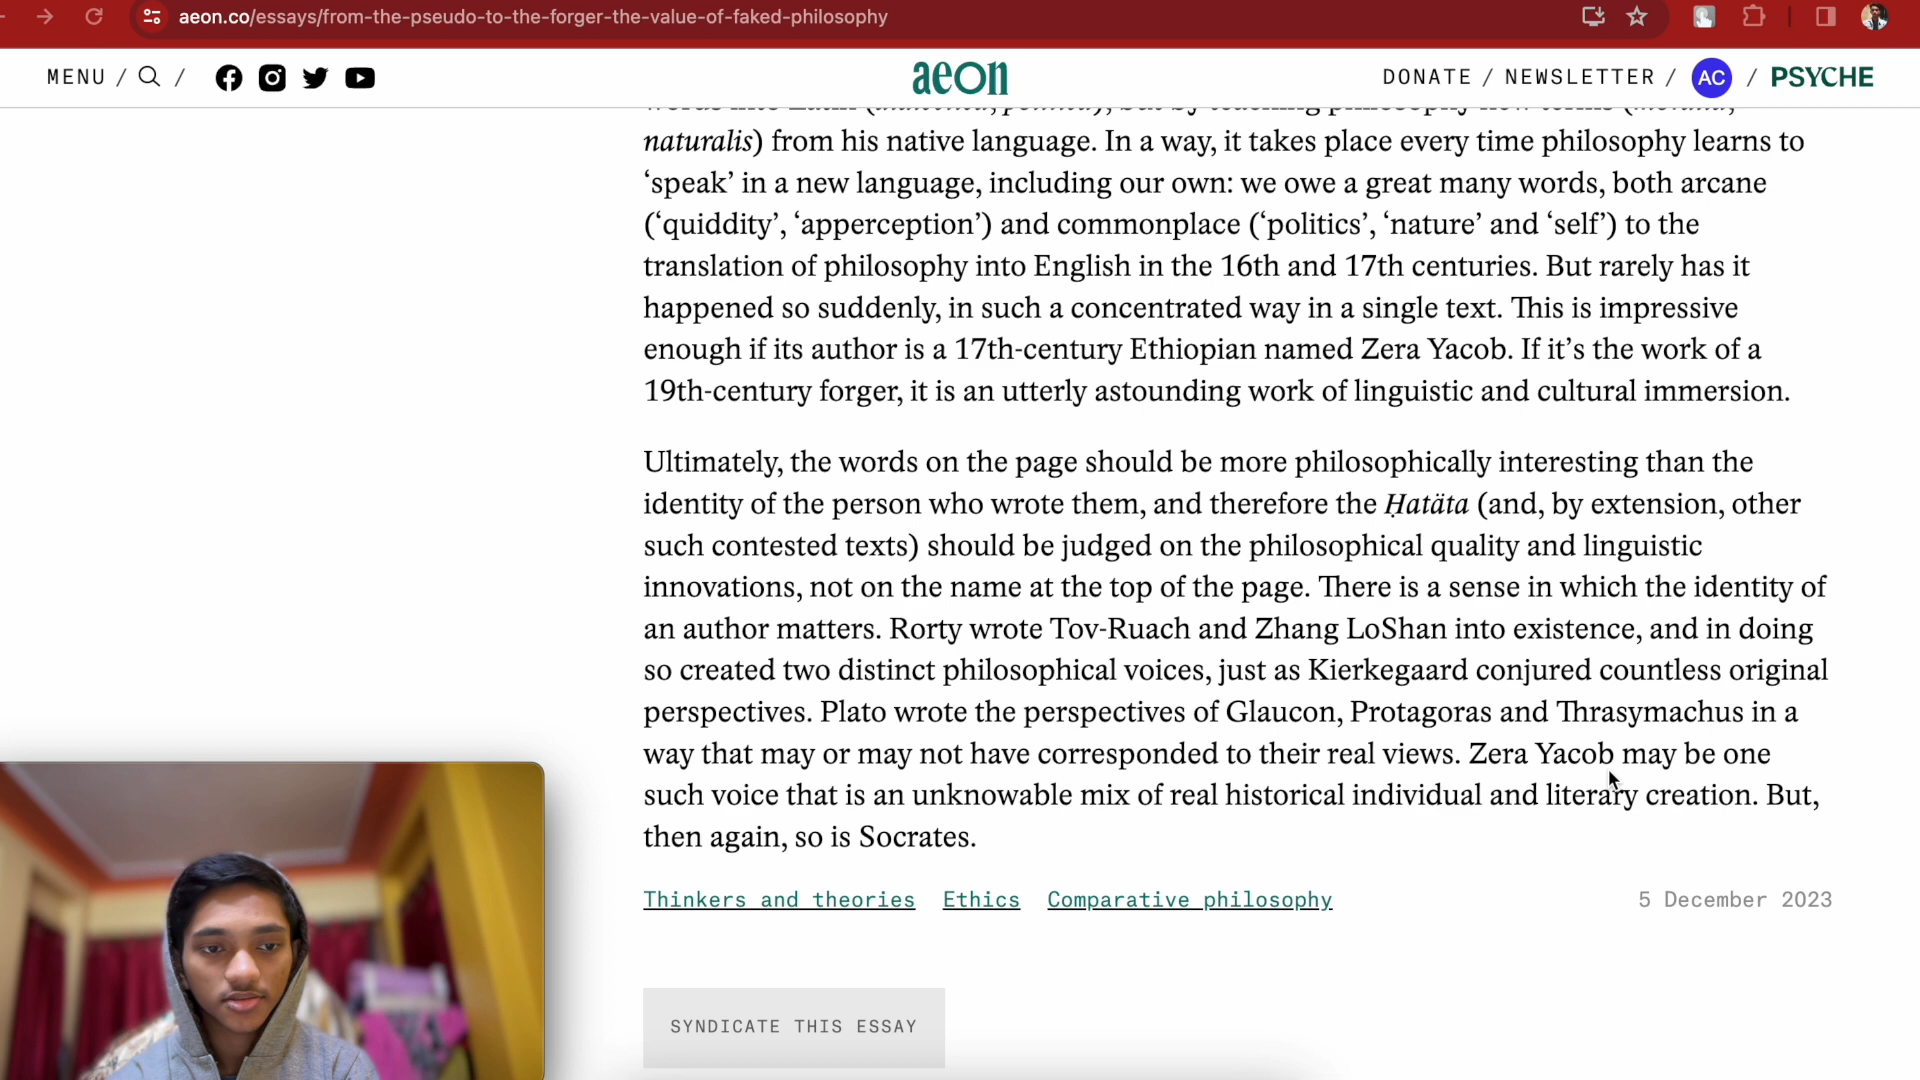 aeon.co/essays/from-the-pseudo-to-the-forger-the-value-of-faked-philosophy
MENU / /
aeon
DONATE / NEWSLETTER / AC / PSYCHE
naturalis) from his native language. In a way, it takes place every time philosophy learns to
‘speak’ in a new language, including our own: we owe a great many words, both arcane
(‘quiddity’, ‘apperception’) and commonplace (‘politics’, ‘nature’ and ‘self’) to the
translation of philosophy into English in the 16th and 17th centuries. But rarely has it
happened so suddenly, in such a concentrated way in a single text. This is impressive
enough if its author is a 17th-century Ethiopian named Zera Yacob. If it’s the work of a
19th-century forger, it is an utterly astounding work of linguistic and cultural immersion.
Ultimately, the words on the page should be more philosophically interesting than the
identity of the person who wrote them, and therefore the Ḥatäta (and, by extension, other
such contested texts) should be judged on the philosophical quality and linguistic
innovations, not on the name at the top of the page. There is a sense in which the identity of
an author matters. Rorty wrote Tov-Ruach and Zhang LoShan into existence, and in doing
so created two distinct philosophical voices, just as Kierkegaard conjured countless original
perspectives. Plato wrote the perspectives of Glaucon, Protagoras and Thrasymachus in a
way that may or may not have corresponded to their real views. Zera Yacob may be one
such voice that is an unknowable mix of real historical individual and literary creation. But,
then again, so is Socrates.
Thinkers and theories Ethics Comparative philosophy 5 December 2023
SYNDICATE THIS ESSAY